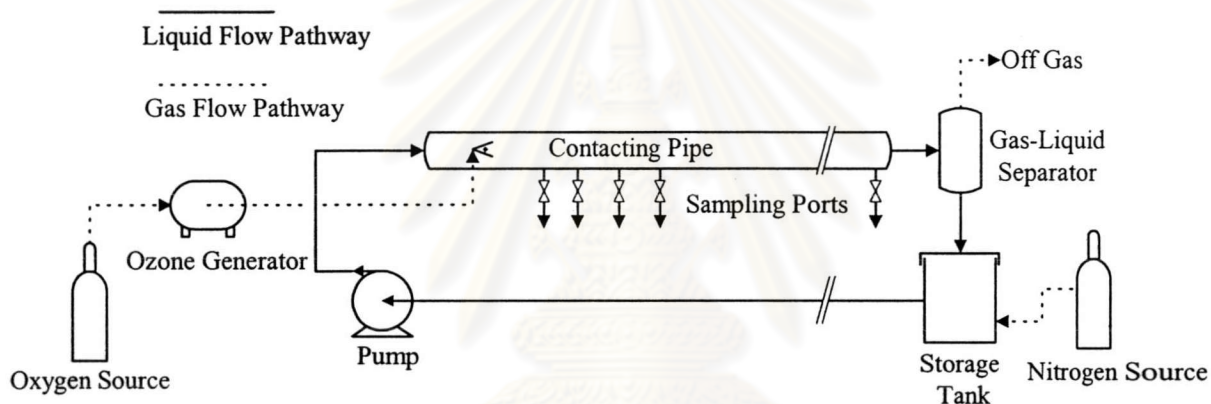 Liquid Flow Pathway
Gas Flow Pathway
Off Gas
Contacting Pipe
Gas-Liquid
Separator
Sampling Ports
Ozone Generator
Pump
Oxygen Source
Storage
Tank
Nitrogen Source